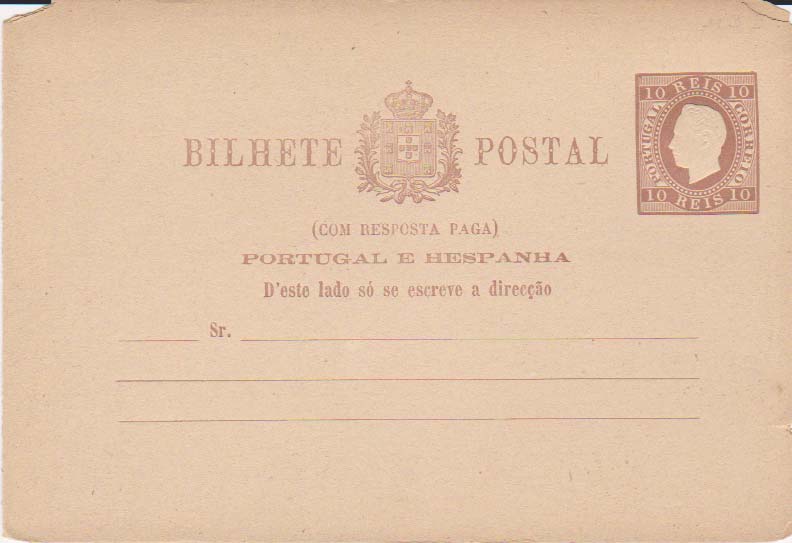 10 REIS 10
PORTUGAL
CORREIO
10 REIS 10
BILHETE POSTAL
(COM RESPOSTA PAGA)
PORTUGAL E HESPANHA
D'este lado só se escreve a direcção
Sr.